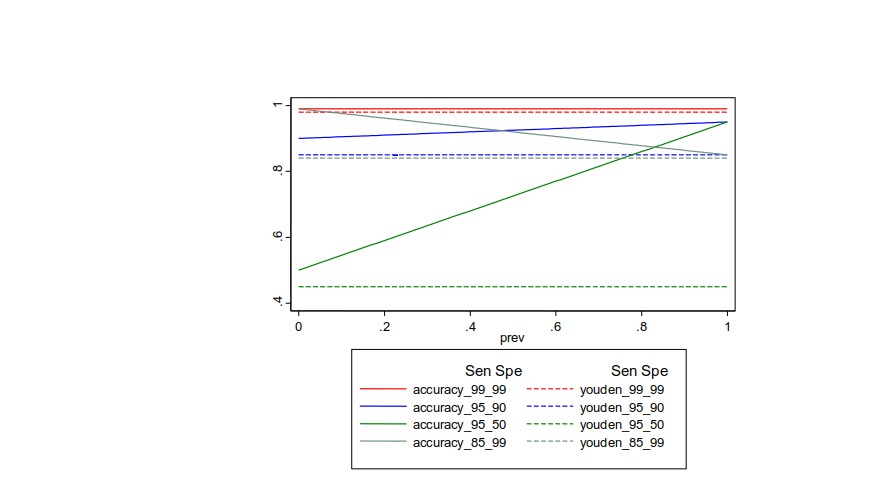 1
.8
.6
.4
0 .2 .4 .6 .8 1
prev
Sen Spe Sen Spe
accuracy_99_99 youden_99_99
accuracy_95_90 youden_95_90
accuracy_95_50 youden_95_50
accuracy_85_99 youden_85_99